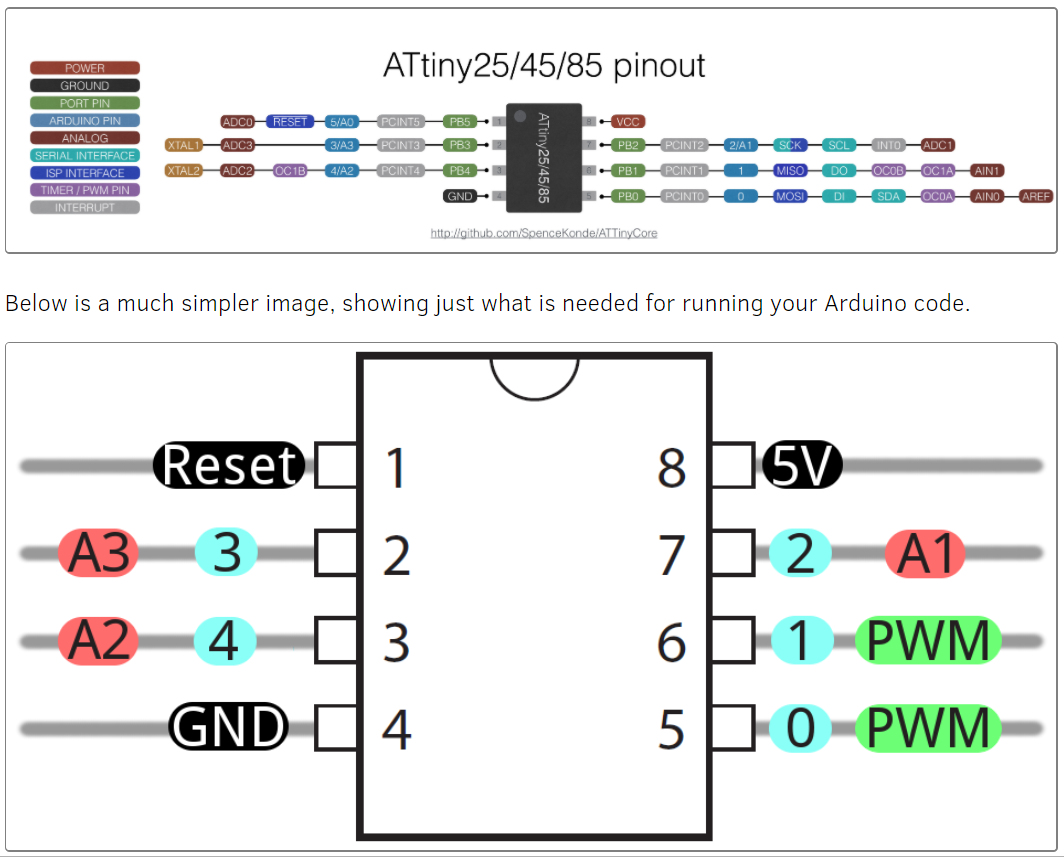 ATtiny25/45/85 pinout
POWER
GROUND
PORT PIN
ARDUINO PIN
ANALOG
SERIAL INTERFACE
ISP INTERFACE
TIMER / PWM PIN
INTERRUPT
ADC0 RESET 5/A0 PCINT5 PB5 1 8 VCC
XTAL1 ADC3 3/A3 PCINT3 PB3 2 7 PB2 PCINT2 2/A1 SCK SCL INT0 ADC1
XTAL2 ADC2 OC1B 4/A2 PCINT4 PB4 3 6 PB1 PCINT1 1 MISO DO OC0B OC1A AIN1
GND 4 5 PB0 PCINT0 0 MOSI DI SDA OC0A AIN0 AREF
ATtiny25/45/85
http://github.com/SpenceKonde/ATTinyCore
Below is a much simpler image, showing just what is needed for running your Arduino code.
Reset 1 8 5V
A3 3 2 7 2 A1
A2 4 3 6 1 PWM
GND 4 5 0 PWM